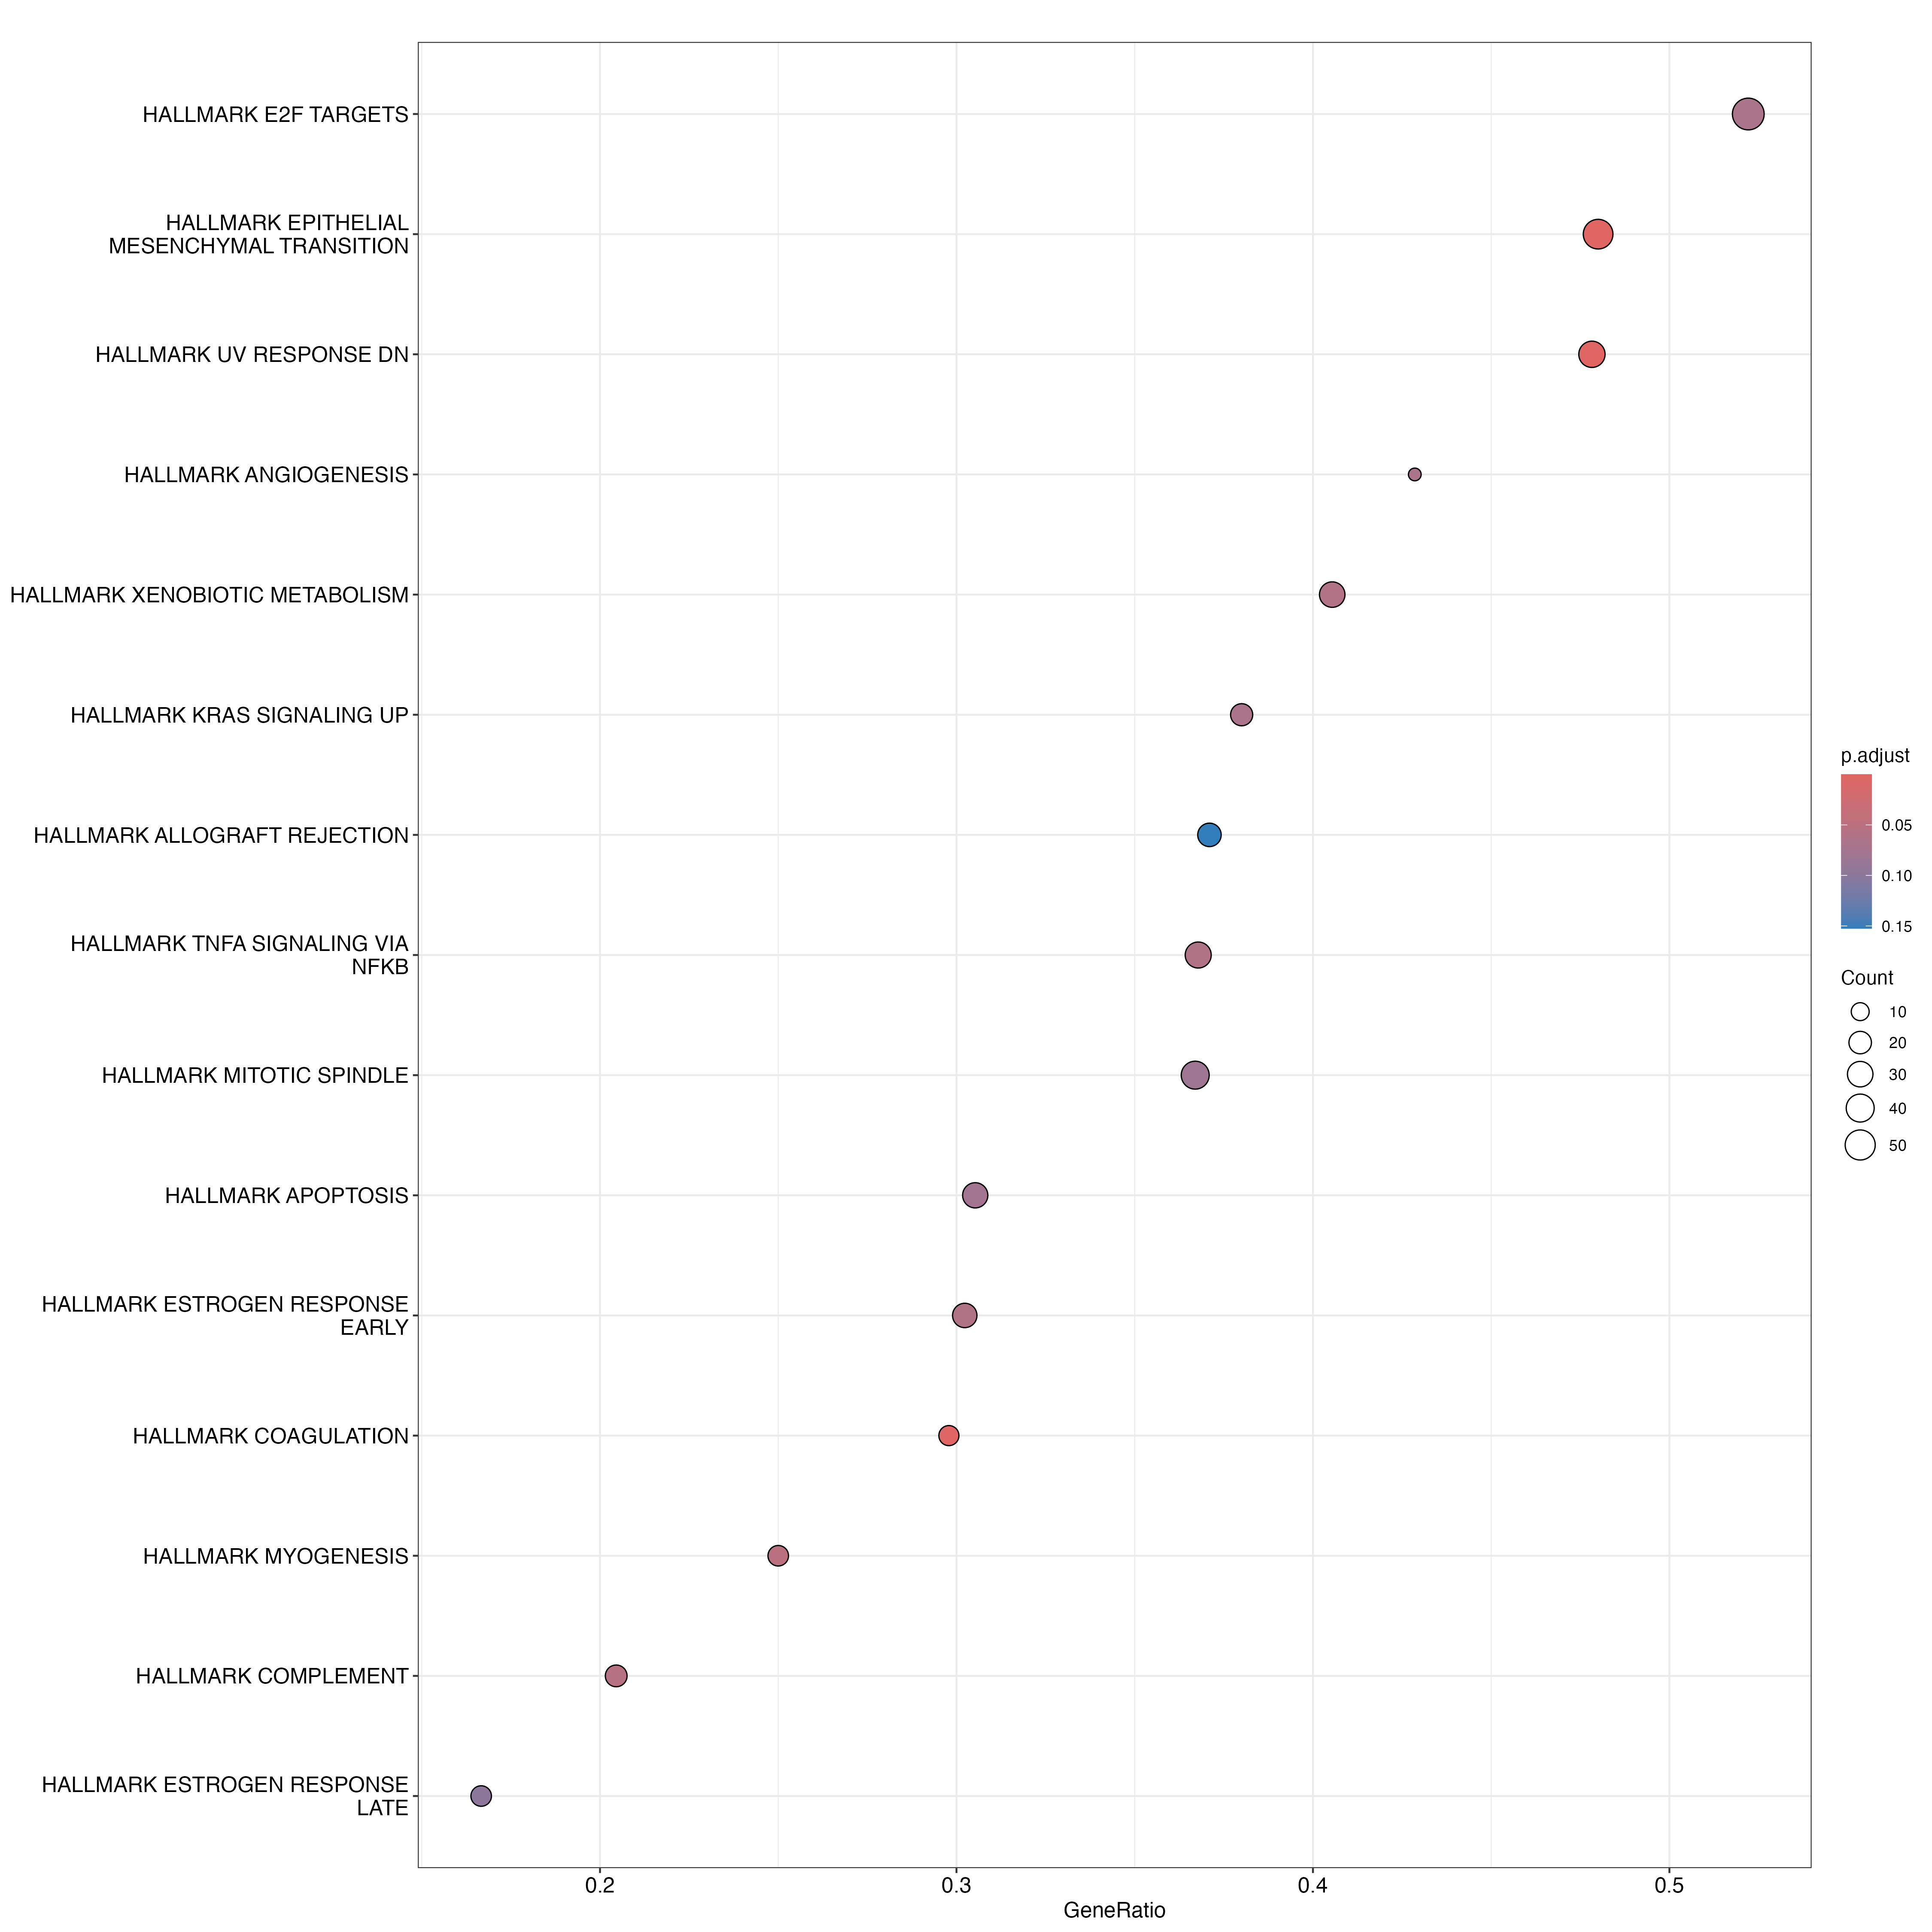 HALLMARK E2F TARGETS
HALLMARK EPITHELIAL
MESENCHYMAL TRANSITION
HALLMARK UV RESPONSE DN
HALLMARK ANGIOGENESIS
HALLMARK XENOBIOTIC METABOLISM
HALLMARK KRAS SIGNALING UP
HALLMARK ALLOGRAFT REJECTION
HALLMARK TNFA SIGNALING VIA
NFKB
HALLMARK MITOTIC SPINDLE
HALLMARK APOPTOSIS
HALLMARK ESTROGEN RESPONSE
EARLY
HALLMARK COAGULATION
HALLMARK MYOGENESIS
HALLMARK COMPLEMENT
HALLMARK ESTROGEN RESPONSE
LATE
0.2 0.3 0.4 0.5
GeneRatio
p.adjust
0.05
0.10
0.15
Count
10
20
30
40
50